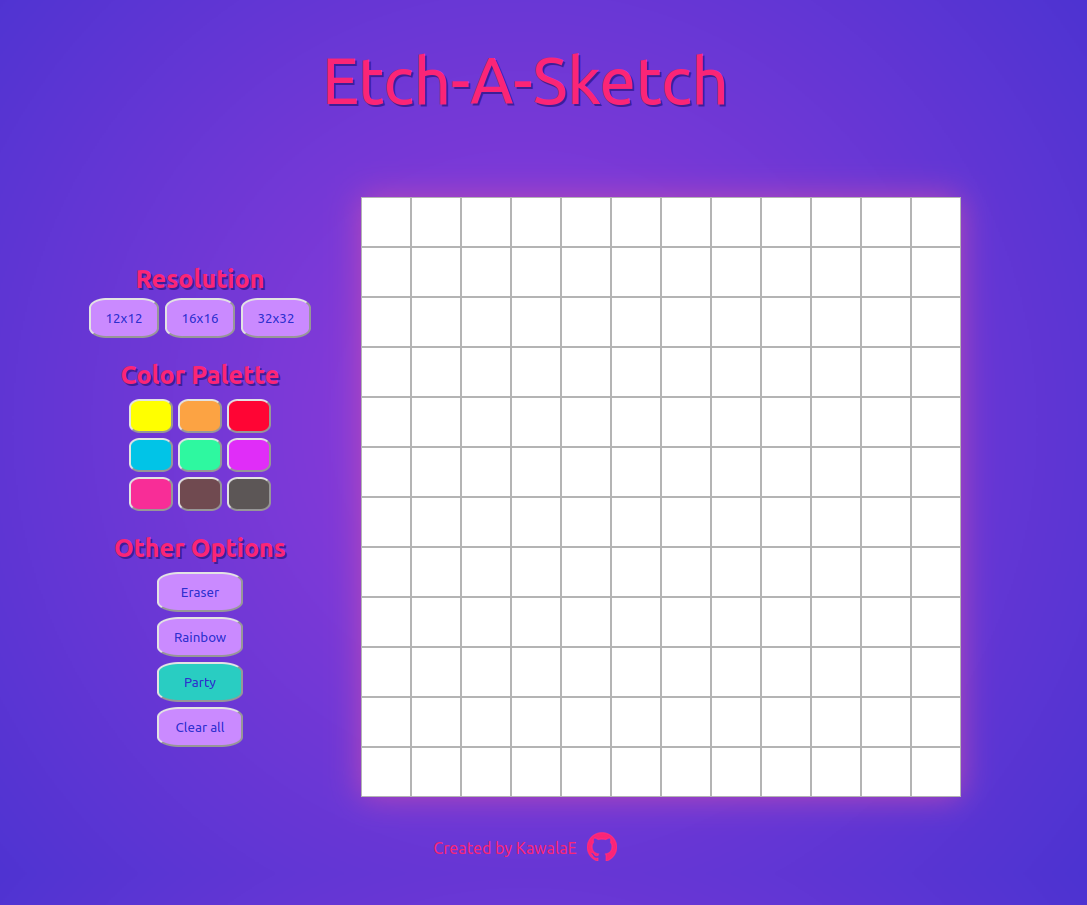 Etch-A-Sketch
Resolution
12x12 16x16 32x32
Color Palette
Other Options
Eraser
Rainbow
Party
Clear all
Created by KawalaE